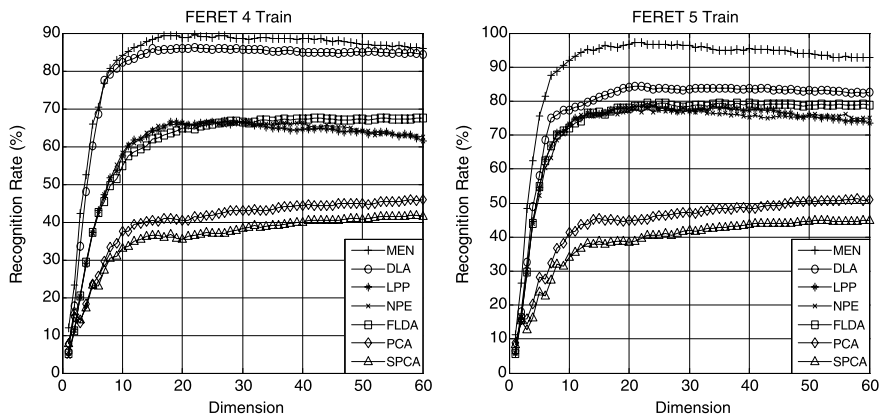 FERET 4 Train
90
80
70
60
50
40
30
20
10
0
Recognition Rate (%)
0 10 20 30 40 50 60
Dimension
MEN
DLA
LPP
NPE
FLDA
PCA
SPCA
FERET 5 Train
100
90
80
70
60
50
40
30
20
10
0
Recognition Rate (%)
0 10 20 30 40 50 60
Dimension
MEN
DLA
LPP
NPE
FLDA
PCA
SPCA